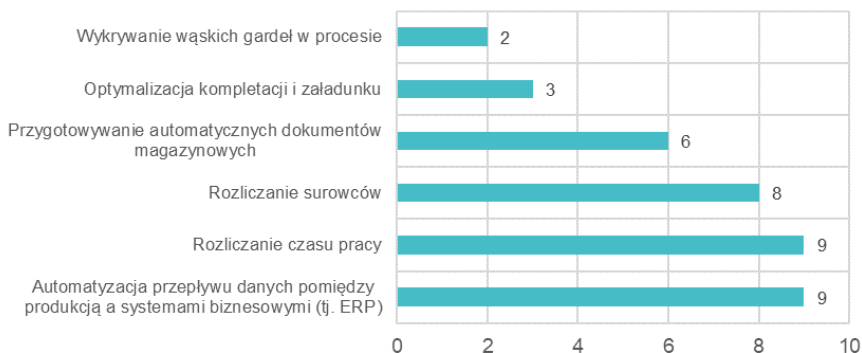 Wykrywanie wąskich gardeł w procesie
2
Optymalizacja kompletacji i załadunku
3
Przygotowywanie automatycznych dokumentów
magazynowych
6
Rozliczanie surowców
8
Rozliczanie czasu pracy
9
Automatyzacja przepływu danych pomiędzy
produkcją a systemami biznesowymi (tj. ERP)
9
0 2 4 6 8 10